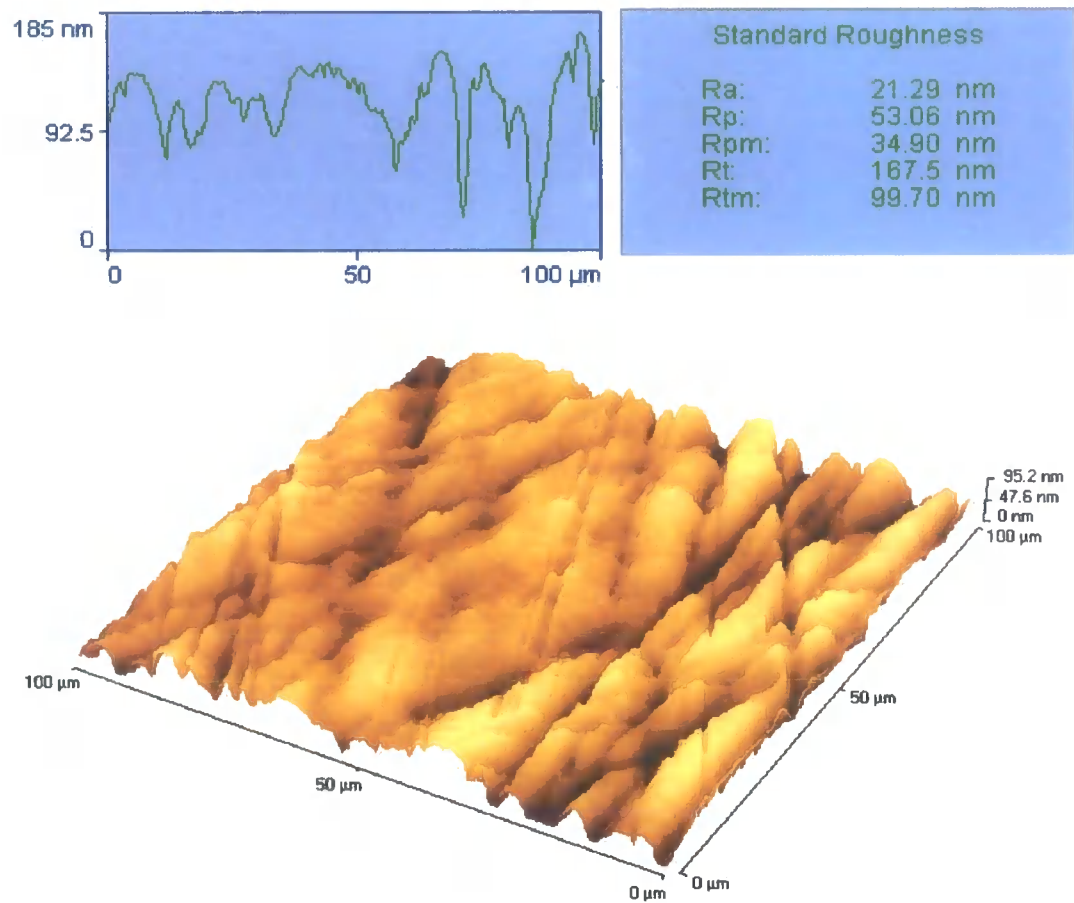 185 nm
92.5
0
0
50
100 µm
Standard Roughness
Ra: 21.29 nm
Rp: 53.06 nm
Rpm: 34.90 nm
Rt: 167.5 nm
Rtm: 99.70 nm
95.2 nm
47.6 nm
0 nm
100 µm
50 µm
0 µm
100 µm
50 µm
0 µm